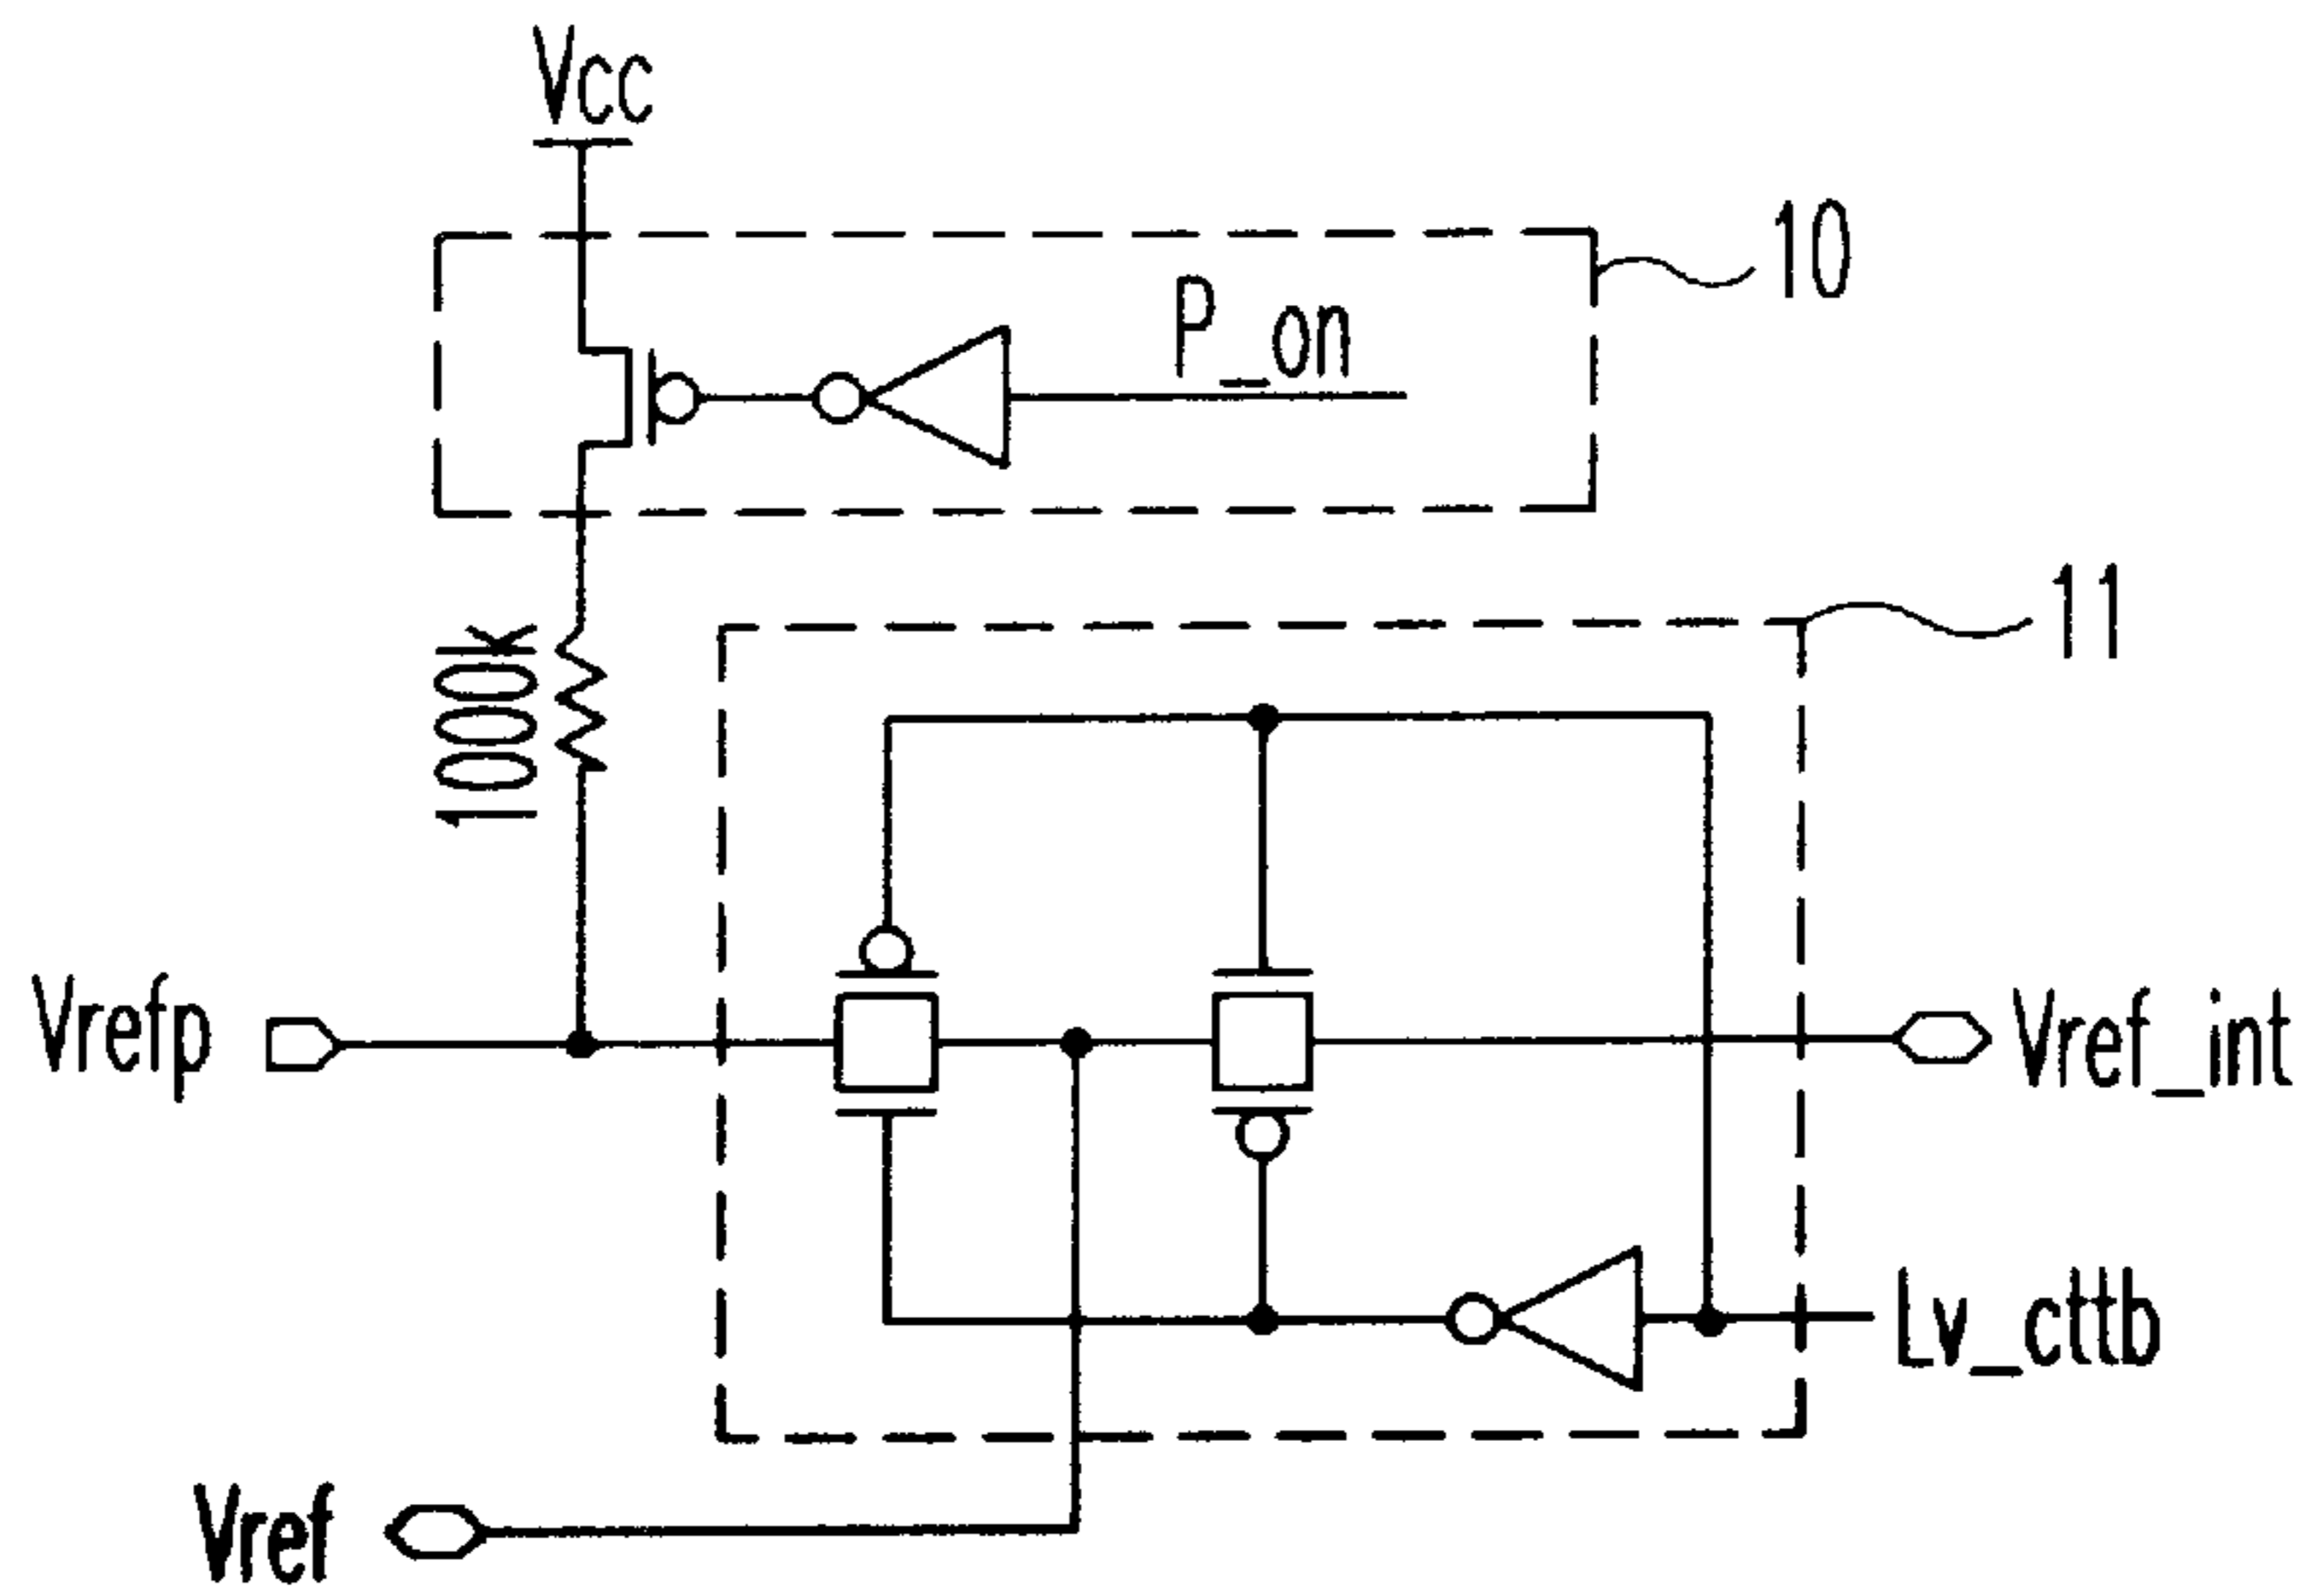 Vcc
10
P_on
11
1000K
Vrefp
Vref_int
Lv_cttb
Vref